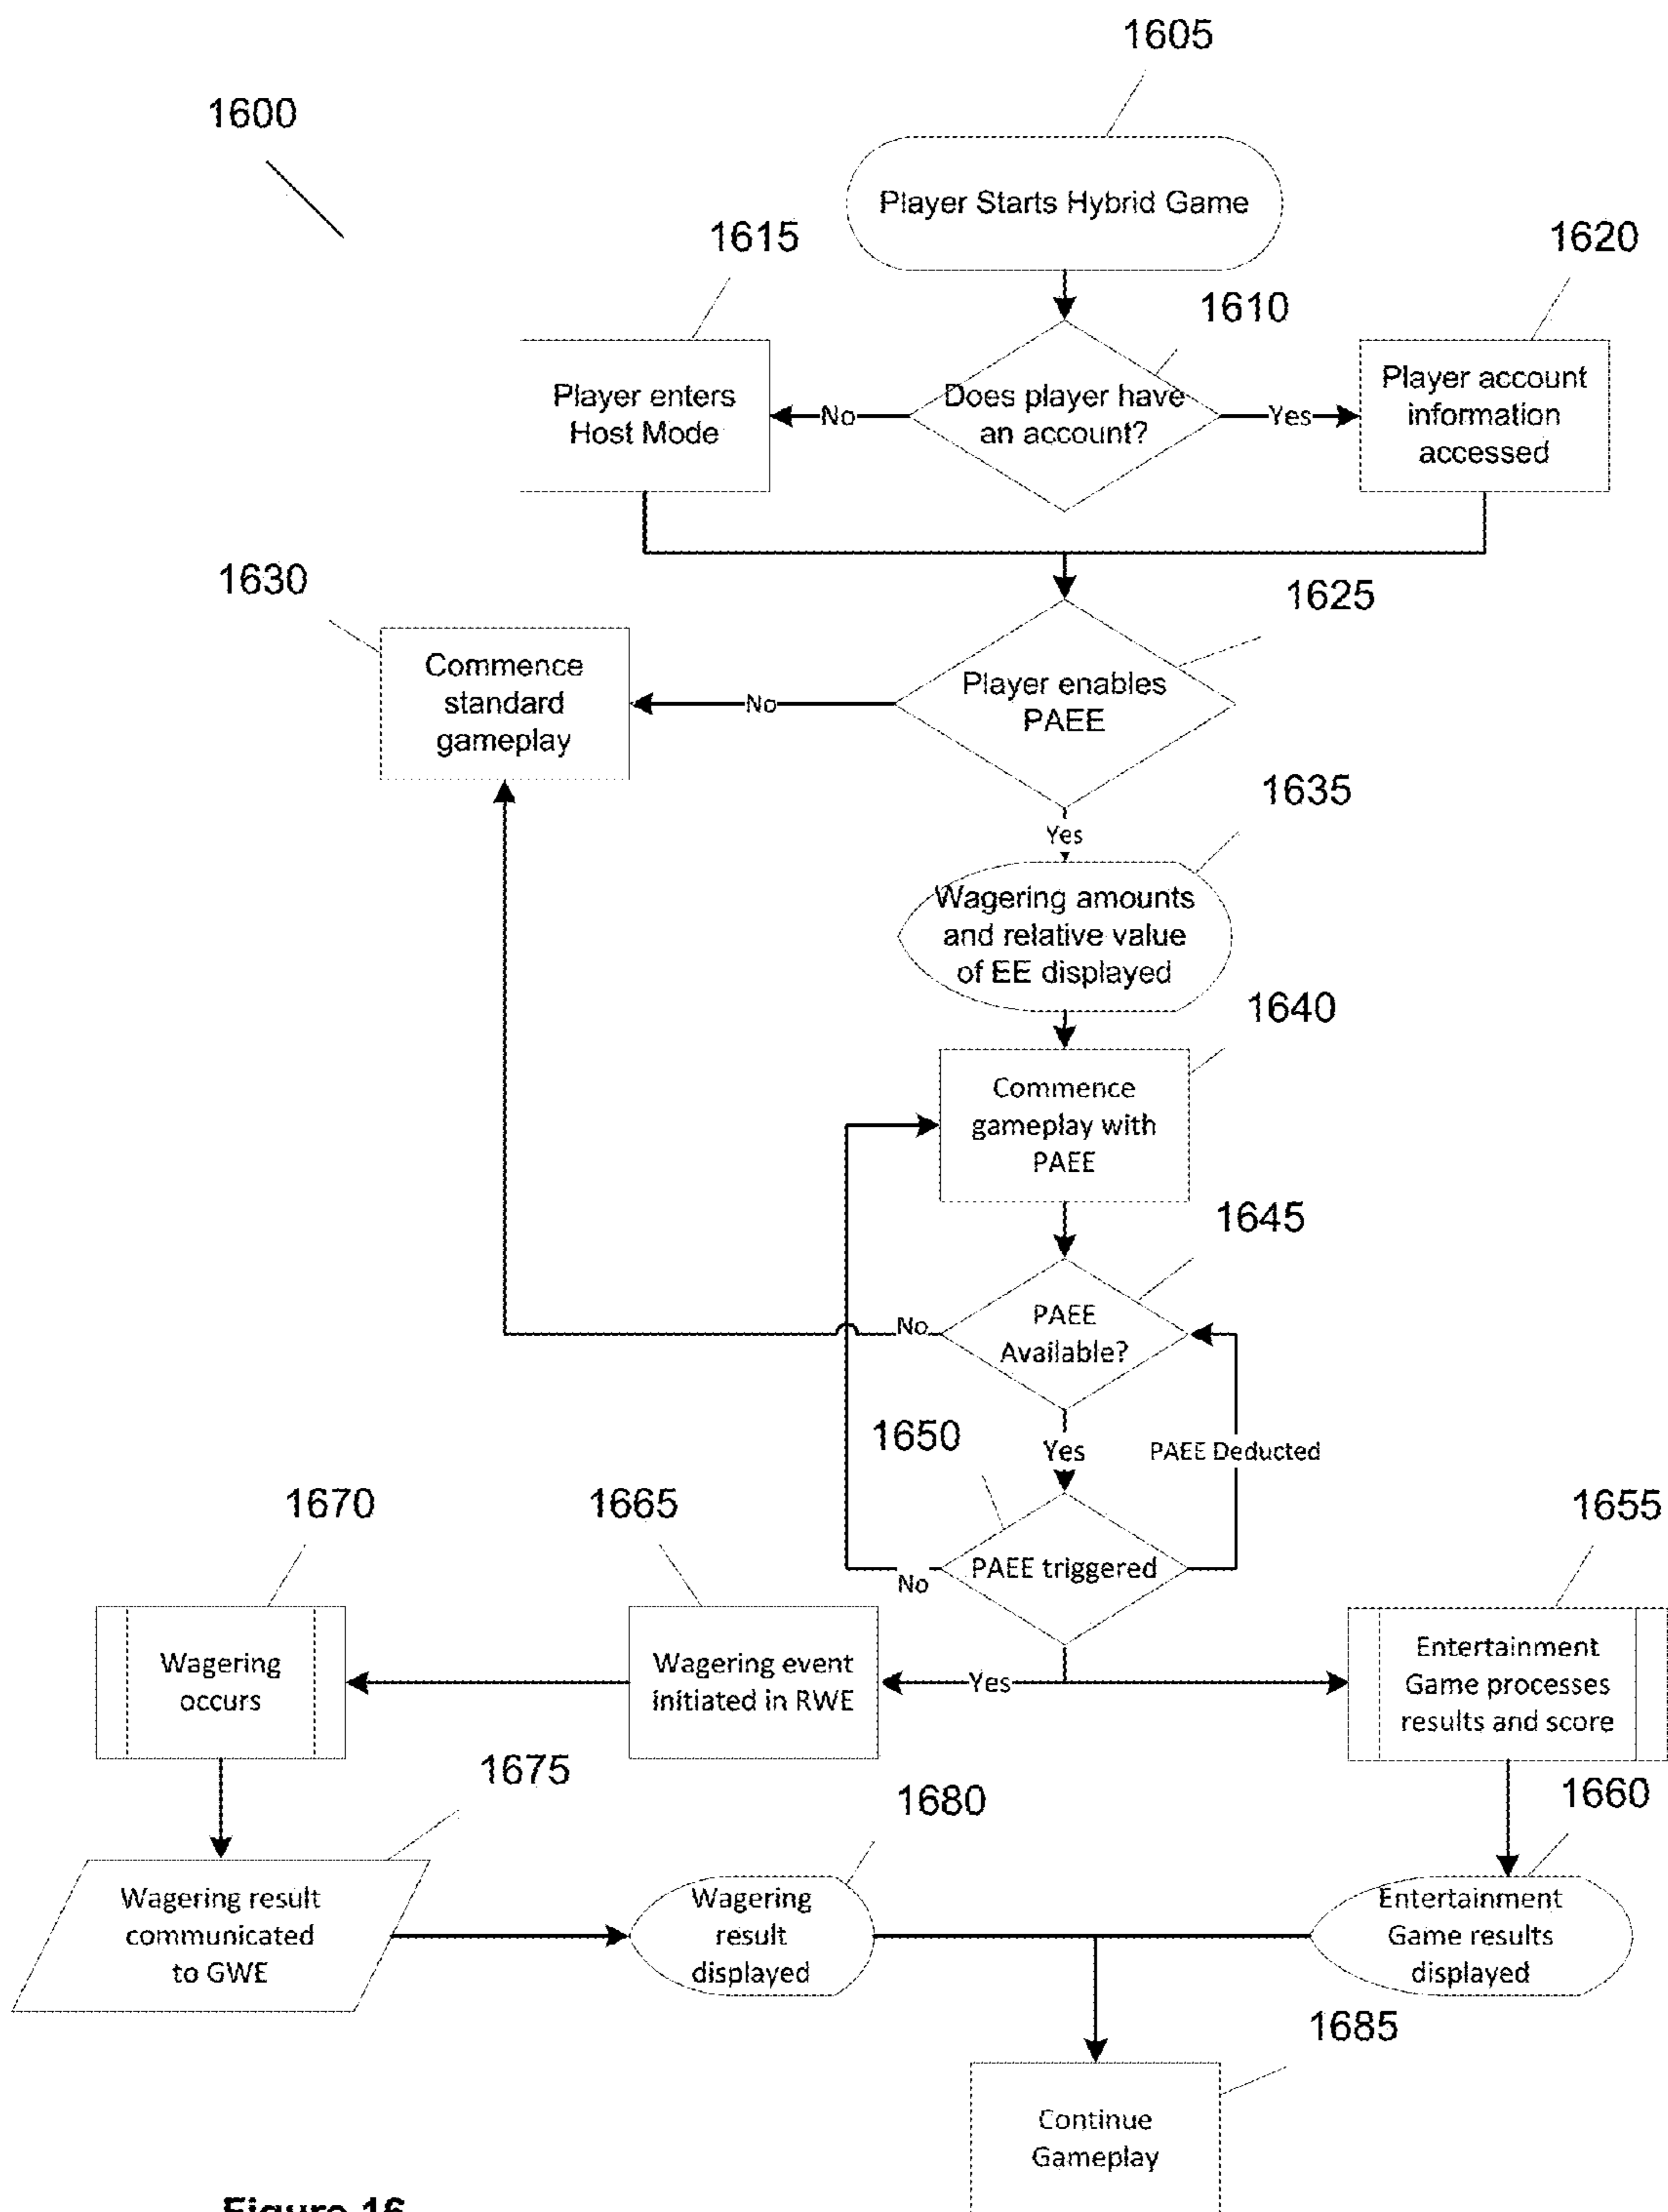 1605
1600
Player Starts Hybrid Game
1615
1620
1610
Player enters
Host Mode
No
Does player have
an account?
Yes
Player account
information
accessed
1630
1625
Commence
standard
gameplay
No
Player enables
PAEE
1635
Yes
Wagering amounts
and relative value
of EE displayed
1640
Commence
gameplay with
PAEE
1645
No
PAEE
Available?
1650
Yes
PAEE Deducted
1670
1665
1655
No
PAEE triggered
Wagering
occurs
Wagering event
initiated in RWE
Yes
Entertainment
Game processes
results and score
1675
1680
1660
Wagering result
communicated
to GWE
Wagering
result
displayed
Entertainment
Game results
displayed
1685
Continue
Gameplay
Figure 16